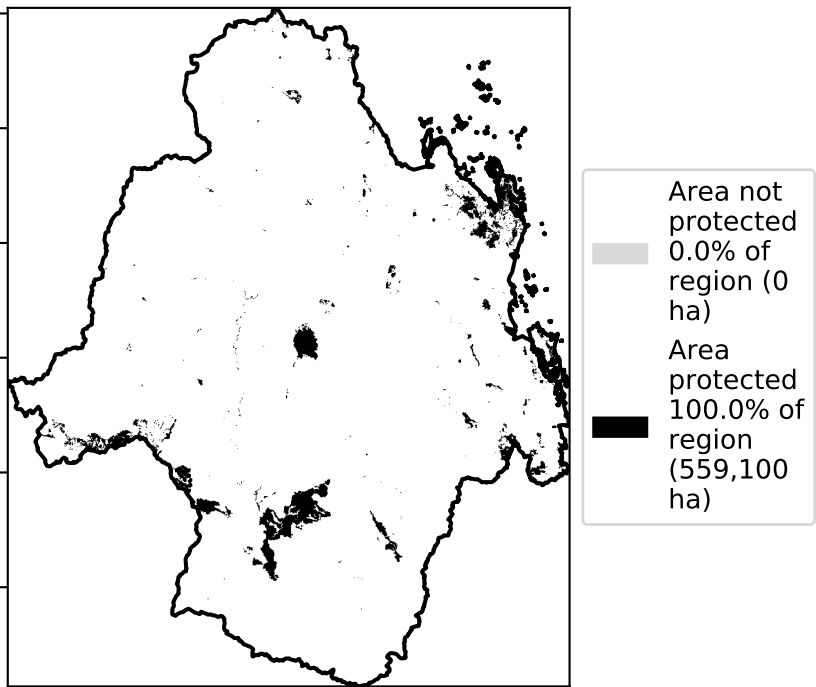 Area not
protected
0.0% of
region (0
ha)
Area
protected
100.0% of
region
(559,100
ha)